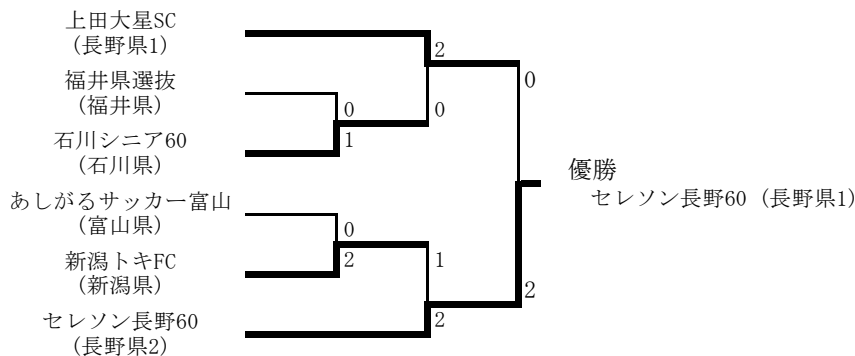 上田大星SC
(長野県1)
2
0
福井県選抜
(福井県)
0
0
石川シニア60
(石川県)
1
優勝
セレソン長野60 (長野県1)
あしがるサッカー富山
(富山県)
0
新潟トキFC
(新潟県)
2
1
2
セレソン長野60
(長野県2)
2